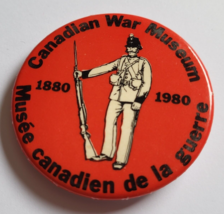 Canadian War Museum
1880 1980
Musée canadien de la guerre